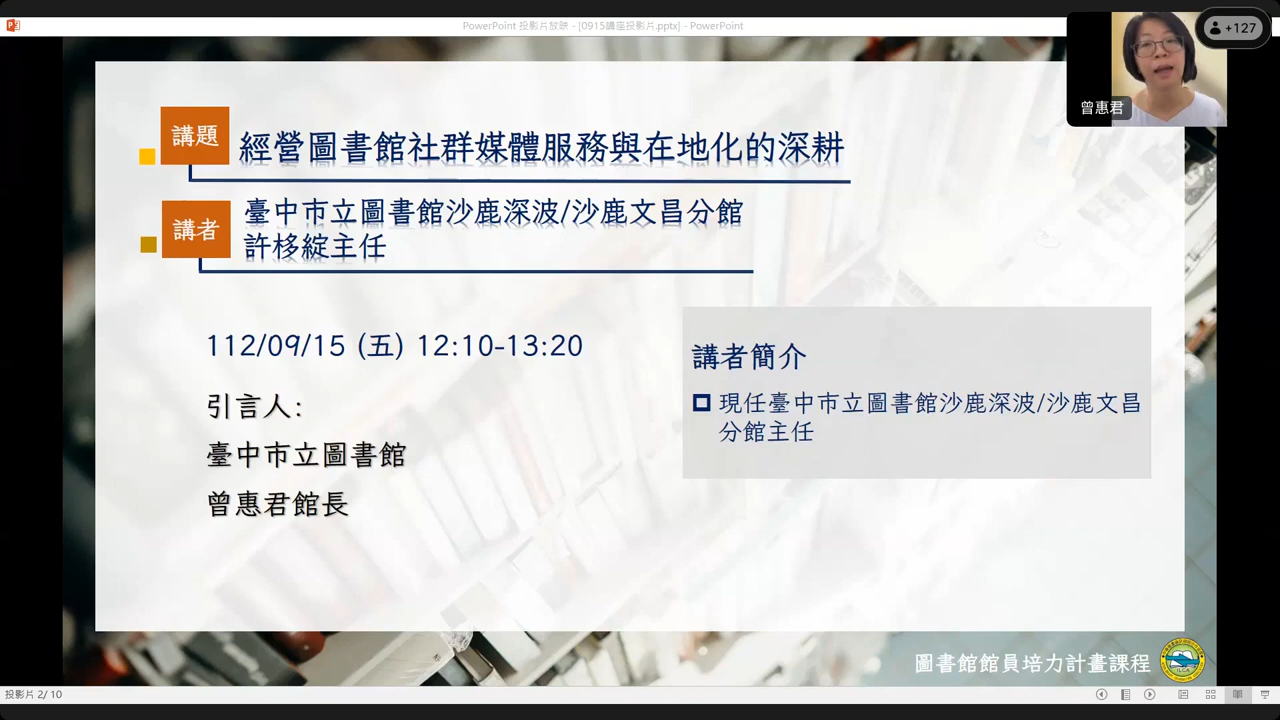 PowerPoint 投影片放映 - [0915講座投影片.pptx] - PowerPoint
+127
曾惠君
講題
經營圖書館社群媒體服務與在地化的深耕
講者
臺中市立圖書館沙鹿深波/沙鹿文昌分館
許栘綻主任
112/09/15 (五) 12:10-13:20
引言人:
臺中市立圖書館
曾惠君館長
講者簡介
現任臺中市立圖書館沙鹿深波/沙鹿文昌
分館主任
圖書館館員培力計畫課程
投影片 2/ 10